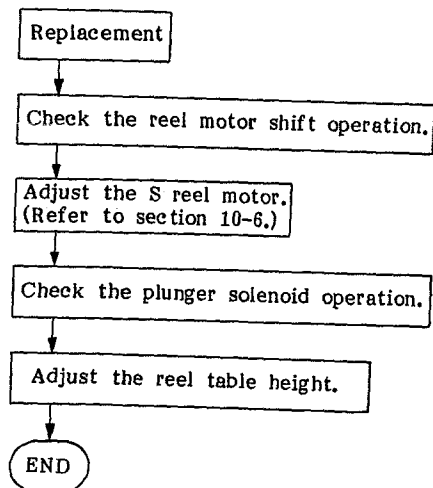 Replacement
Check the reel motor shift operation.
Adjust the S reel motor.
(Refer to section 10-6.)
Check the plunger solenoid operation.
Adjust the reel table height.
END